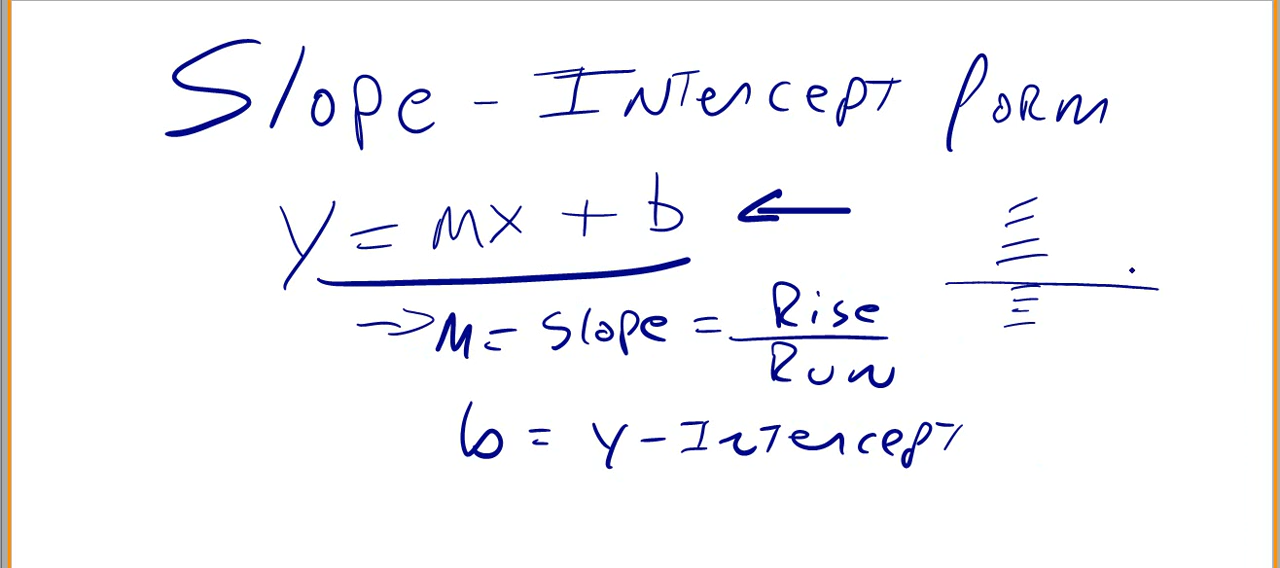 Slope - Intercept form
y = mx + b ←
⇒ m = slope = Rise / Run
b = y-Intercept